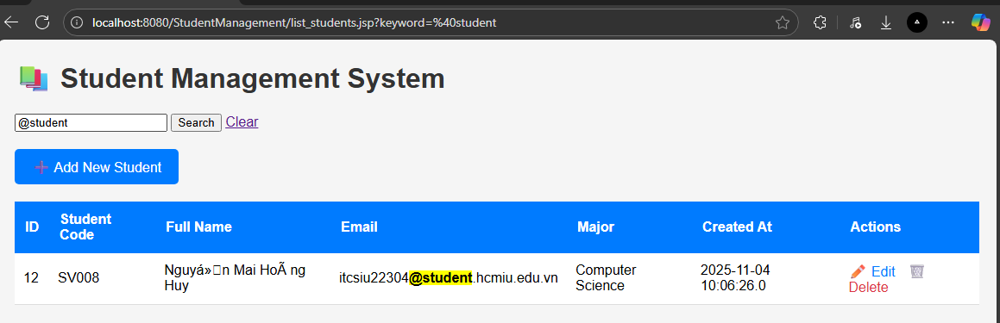 localhost:8080/StudentManagement/list_students.jsp?keyword=%40student
Student Management System
@student Search Clear
Add New Student
ID Student Code Full Name Email Major Created At Actions
12 SV008 Nguyá»n Mai HoÃ ng Huy itcsiu22304@student.hcmiu.edu.vn Computer Science 2025-11-04 10:06:26.0 Edit Delete